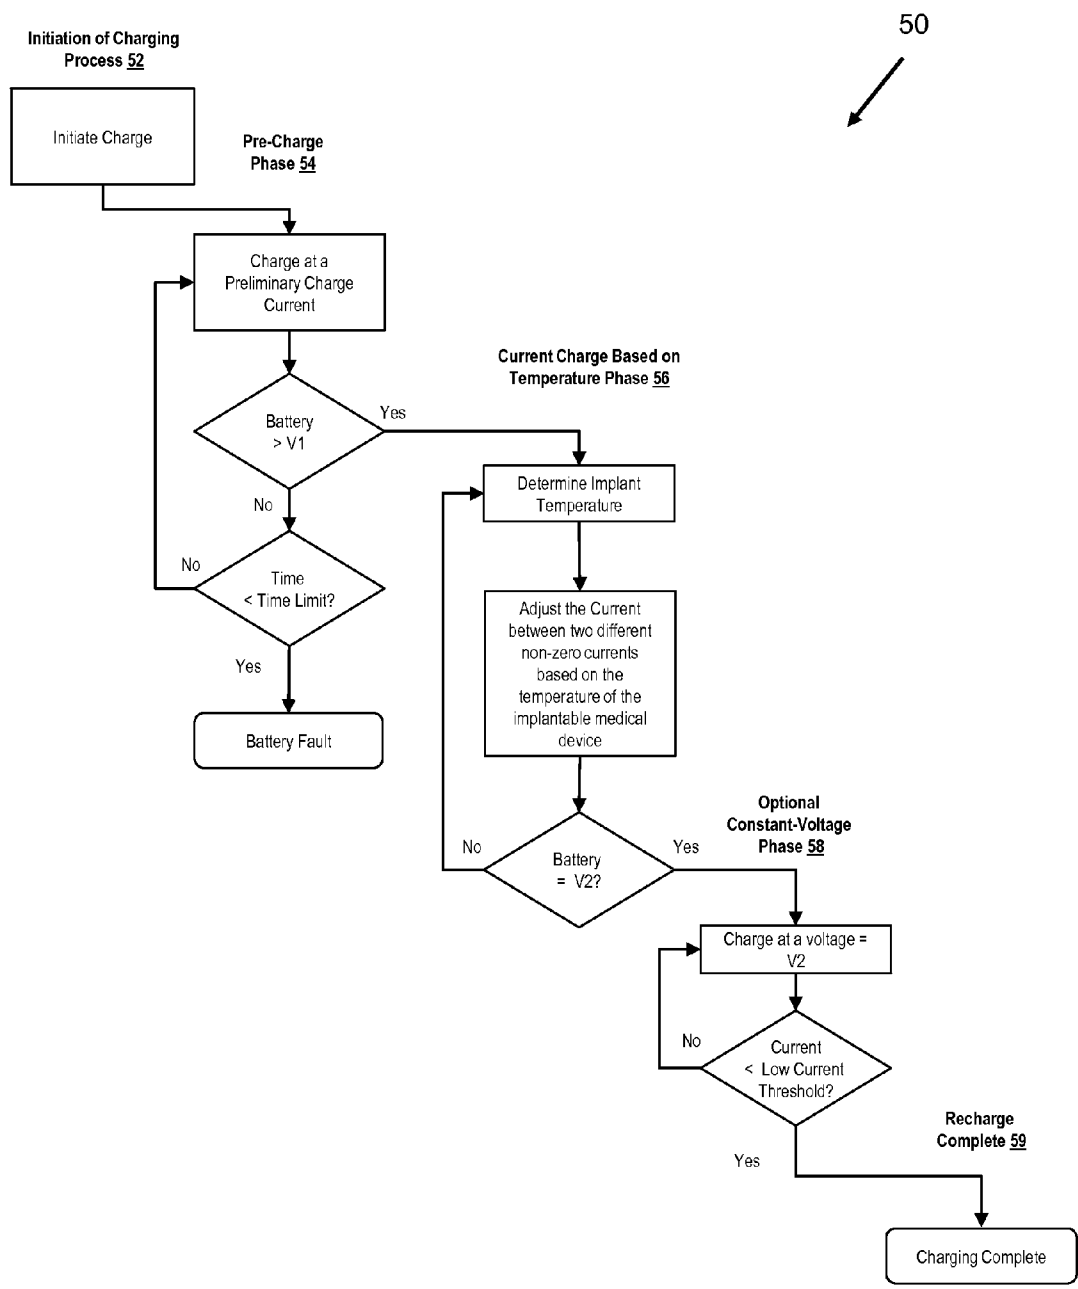 50
Initiation of Charging
Process 52
Initiate Charge
Pre-Charge
Phase 54
Charge at a
Preliminary Charge
Current
Battery
> V1
Yes
No
Time
< Time Limit?
No
Yes
Battery Fault
Current Charge Based on
Temperature Phase 56
Determine Implant
Temperature
Adjust the Current
between two different
non-zero currents
based on the
temperature of the
implantable medical
device
Battery
= V2?
No
Yes
Optional
Constant-Voltage
Phase 58
Charge at a voltage =
V2
Current
< Low Current
Threshold?
No
Yes
Recharge
Complete 59
Charging Complete